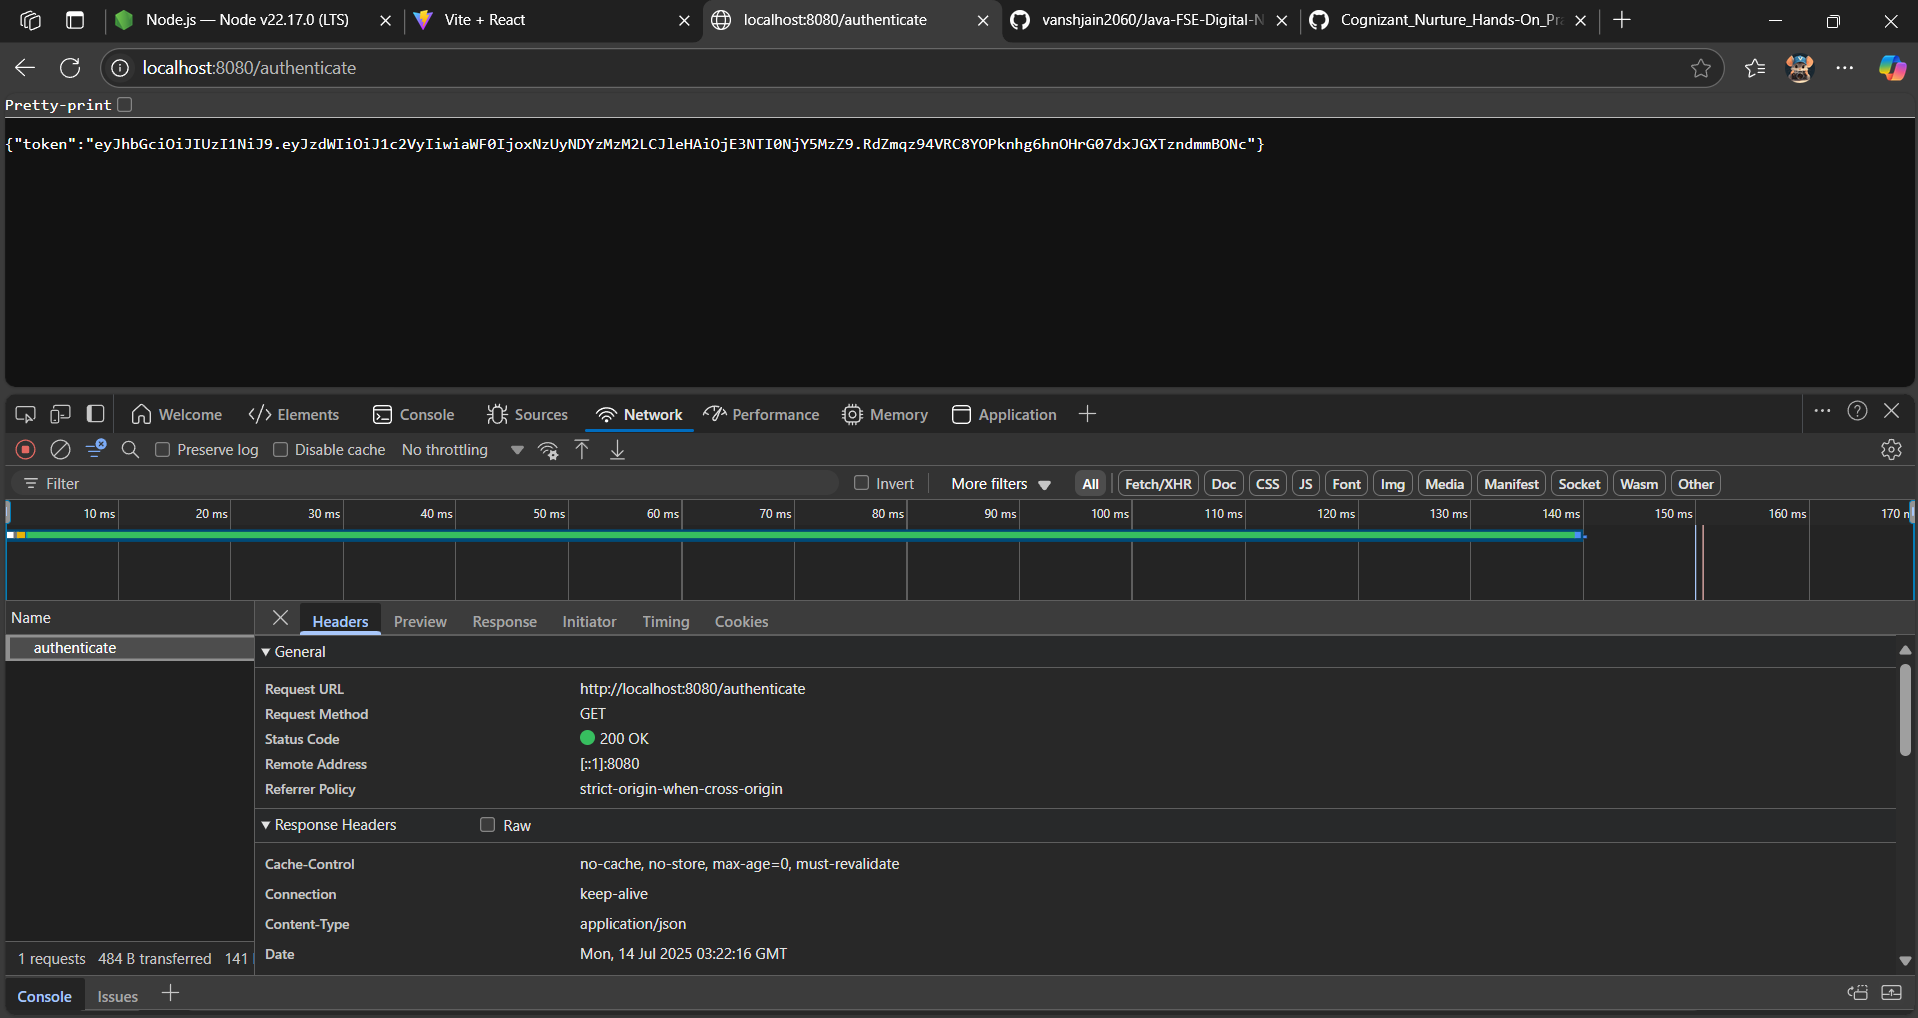 Node.js — Node v22.17.0 (LTS)
Vite + React
localhost:8080/authenticate
vanshjain2060/Java-FSE-Digital-N
Cognizant_Nurture_Hands-On_Pra
localhost:8080/authenticate
Pretty-print
{"token":"eyJhbGciOiJIUzI1NiJ9.eyJzdWIiOiJ1c2VyIiwiaWF0IjoxNzUyNDYzMzM2LCJleHAiOjE3NTI0NjY5MzZ9.RdZmqz94VRC8YOPknhg6hnOHrG07dxJGXTzndmmBONc"}
Welcome
Elements
Console
Sources
Network
Performance
Memory
Application
Preserve log
Disable cache
No throttling
Filter
Invert
More filters
All
Fetch/XHR
Doc
CSS
JS
Font
Img
Media
Manifest
Socket
Wasm
Other
10 ms
20 ms
30 ms
40 ms
50 ms
60 ms
70 ms
80 ms
90 ms
100 ms
110 ms
120 ms
130 ms
140 ms
150 ms
160 ms
170 m
Name
Headers
Preview
Response
Initiator
Timing
Cookies
authenticate
General
Request URL http://localhost:8080/authenticate
Request Method GET
Status Code 200 OK
Remote Address [::1]:8080
Referrer Policy strict-origin-when-cross-origin
Response Headers
Raw
Cache-Control no-cache, no-store, max-age=0, must-revalidate
Connection keep-alive
Content-Type application/json
Date Mon, 14 Jul 2025 03:22:16 GMT
1 requests 484 B transferred 141
Console
Issues